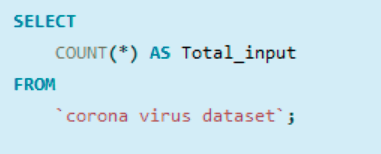 SELECT
COUNT(*) AS Total_input
FROM
`corona virus dataset`;